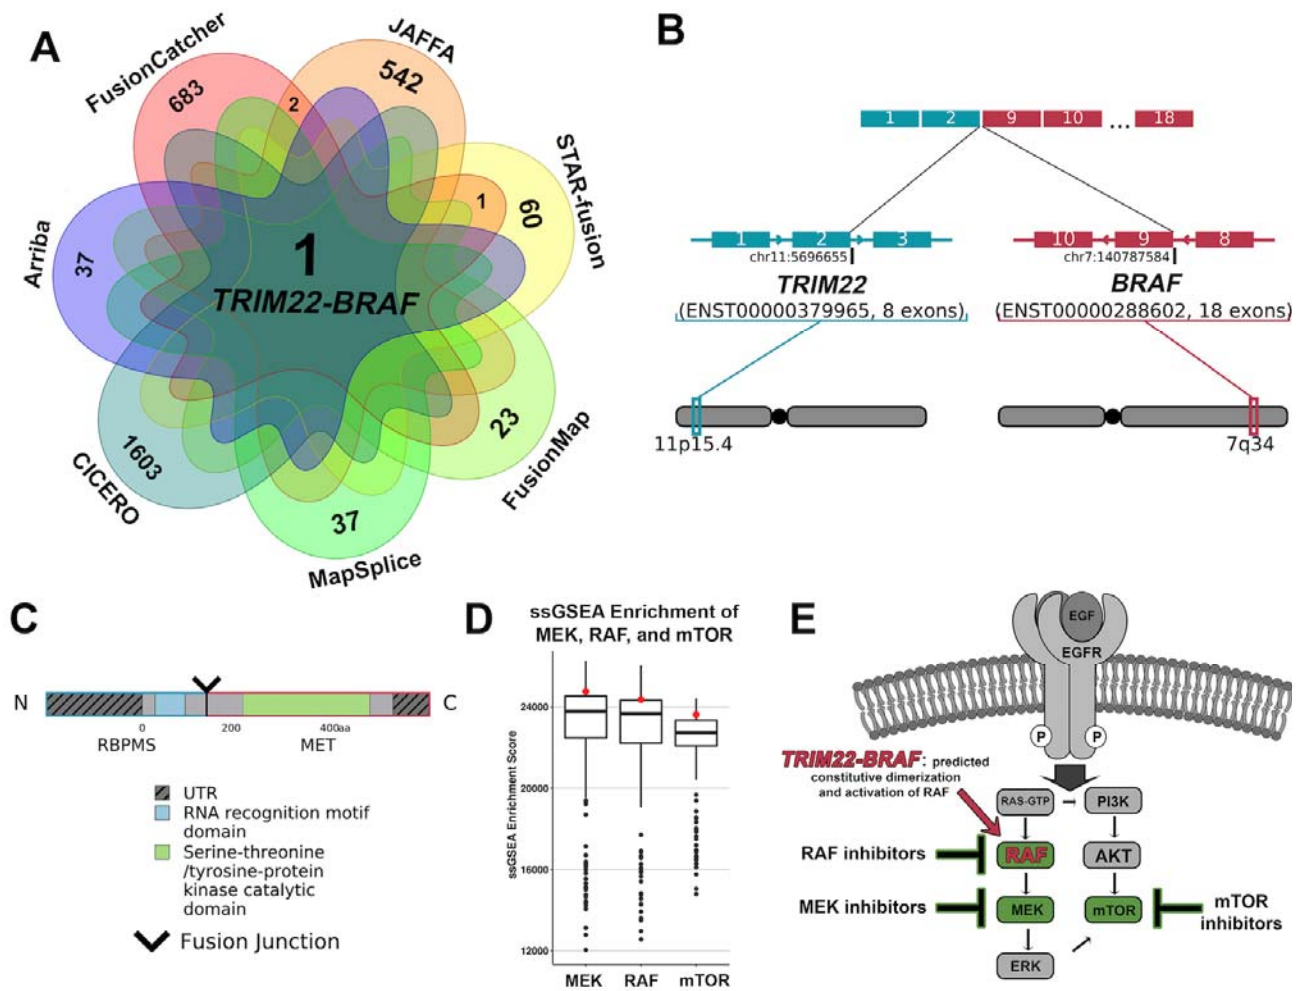 A
FusionCatcher
JAFFA
STAR-fusion
FusionMap
MapSplice
CICERO
Arriba
683
2
542
1
60
23
37
1603
37
1
TRIM22-BRAF
B
1 2 9 10 ... 18
1 2 3
10 9 8
chr11:5696655
chr7:140787584
TRIM22
BRAF
(ENST00000379965, 8 exons)
(ENST00000288602, 18 exons)
11p15.4
7q34
C
N
C
0 200 400aa
RBPMS MET
UTR
RNA recognition motif
domain
Serine-threonine
/tyrosine-protein
kinase catalytic
domain
Fusion Junction
D
ssGSEA Enrichment of
MEK, RAF, and mTOR
ssGSEA Enrichment Score
24000
20000
16000
12000
MEK RAF mTOR
E
EGF
EGFR
P P
TRIM22-BRAF: predicted
constitutive dimerization
and activation of RAF
RAS-GTP
PI3K
RAF inhibitors
RAF
AKT
MEK inhibitors
MEK
mTOR
mTOR
inhibitors
ERK